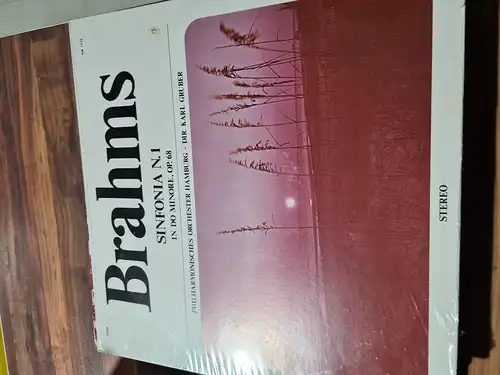 Brahms
SINFONIA N.1
IN DO MINORE, OP. 68
PHILHARMONISCHES ORCHESTER HAMBURG - DIR. KARL GRUBER
STEREO